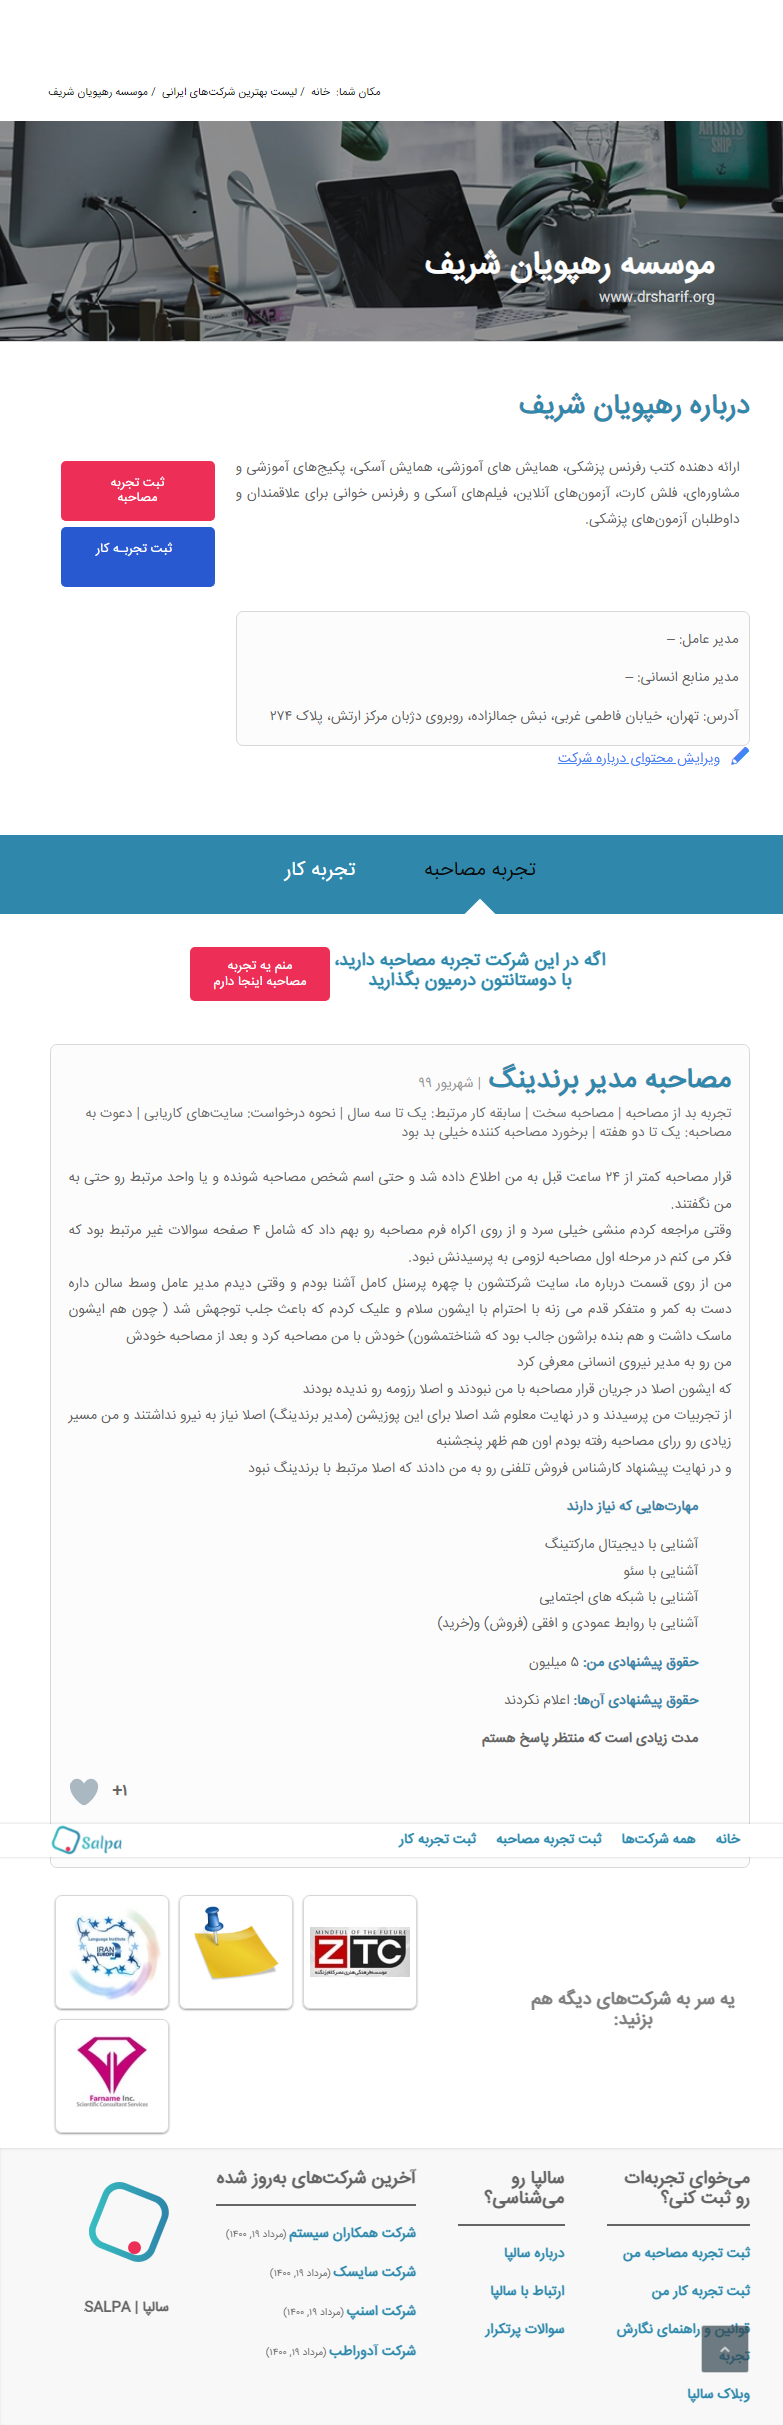 مکان شما: خانه / لیست بهترین شرکت‌های ایرانی / موسسه رهپویان شریف
ARTISTS
SHIP
موسسه رهپویان شریف
www.drsharif.org
درباره رهپویان شریف
ارائه دهنده کتب رفرنس پزشکی، همایش های آموزشی، همایش آسکی، پکیج‌های آموزشی و
مشاوره‌ای، فلش کارت، آزمون‌های آنلاین، فیلم‌های آسکی و رفرنس خوانی برای علاقمندان و
داوطلبان آزمون‌های پزشکی.
ثبت تجربه
مصاحبه
ثبت تجربـه کار
مدیر عامل: –
مدیر منابع انسانی: –
آدرس: تهران، خیابان فاطمی غربی، نبش جمالزاده، روبروی دژبان مرکز ارتش، پلاک ۲۷۴
ویرایش محتوای درباره شرکت
تجربه مصاحبه
تجربه کار
اگه در این شرکت تجربه مصاحبه دارید،
با دوستانتون درمیون بگذارید
منم یه تجربه
مصاحبه اینجا دارم
مصاحبه مدیر برندینگ | شهریور ۹۹
تجربه بد از مصاحبه | مصاحبه سخت | سابقه کار مرتبط: یک تا سه سال | نحوه درخواست: سایت‌های کاریابی | دعوت به
مصاحبه: یک تا دو هفته | برخورد مصاحبه کننده خیلی بد بود
قرار مصاحبه کمتر از ۲۴ ساعت قبل به من اطلاع داده شد و حتی اسم شخص مصاحبه شونده و یا واحد مرتبط رو حتی به
من نگفتند.
وقتی مراجعه کردم منشی خیلی سرد و از روی اکراه فرم مصاحبه رو بهم داد که شامل ۴ صفحه سوالات غیر مرتبط بود که
فکر می کنم در مرحله اول مصاحبه لزومی به پرسیدنش نبود.
من از روی قسمت درباره ما، سایت شرکتشون با چهره پرسنل کامل آشنا بودم و وقتی دیدم مدیر عامل وسط سالن داره
دست به کمر و متفکر قدم می زنه با احترام با ایشون سلام و علیک کردم که باعث جلب توجهش شد ( چون هم ایشون
ماسک داشت و هم بنده براشون جالب بود که شناختمشون) خودش با من مصاحبه کرد و بعد از مصاحبه خودش
من رو به مدیر نیروی انسانی معرفی کرد
که ایشون اصلا در جریان قرار مصاحبه با من نبودند و اصلا رزومه رو ندیده بودند
از تجربیات من پرسیدند و در نهایت معلوم شد اصلا برای این پوزیشن (مدیر برندینگ) اصلا نیاز به نیرو نداشتند و من مسیر
زیادی رو ررای مصاحبه رفته بودم اون هم ظهر پنجشنبه
و در نهایت پیشنهاد کارشناس فروش تلفنی رو به من دادند که اصلا مرتبط با برندینگ نبود
مهارت‌هایی که نیاز دارند
آشنایی با دیجیتال مارکتینگ
آشنایی با سئو
آشنایی با شبکه های اجتمایی
آشنایی با روابط عمودی و افقی (فروش) و(خرید)
حقوق پیشنهادی من: ۵ میلیون
حقوق پیشنهادی آن‌ها: اعلام نکردند
مدت زیادی است که منتظر پاسخ هستم
+۱
خانه
همه شرکت‌ها
ثبت تجربه مصاحبه
ثبت تجربه کار
Salpa
یه سر به شرکت‌های دیگه هم
بزنید:
MINDFUL OF THE FUTURE
ZTC
Language Institute
IRAN
EUROPE
Farname Inc.
Scientific Consultant Services
می‌خوای تجربه‌ات
رو ثبت کنی؟
ثبت تجربه مصاحبه من
ثبت تجربه کار من
قوانین و راهنمای نگارش
تجربه
وبلاک سالپا
سالپا رو
می‌شناسی؟
درباره سالپا
ارتباط با سالپا
سوالات پرتکرار
آخرین شرکت‌های به‌روز شده
شرکت همکاران سیستم (مرداد ۱۹, ۱۴۰۰)
شرکت سایسک (مرداد ۱۹, ۱۴۰۰)
شرکت اسنپ (مرداد ۱۹, ۱۴۰۰)
شرکت آدوراطب (مرداد ۱۹, ۱۴۰۰)
سالپا | SALPA